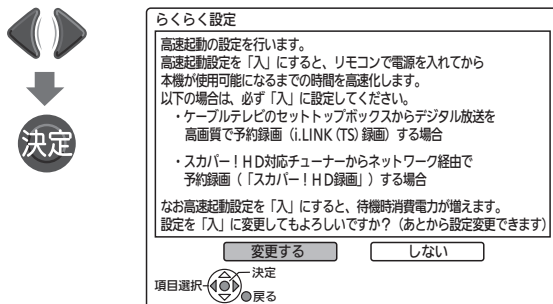 決定
らくらく設定
高速起動の設定を行います。
高速起動設定を「入」にすると、リモコンで電源を入れてから
本機が使用可能になるまでの時間を高速化します。
以下の場合は、必ず「入」に設定してください。
・ケーブルテレビのセットトップボックスからデジタル放送を
高画質で予約録画（i.LINK（TS）録画）する場合
・スカパー！ＨＤ対応チューナーからネットワーク経由で
予約録画（「スカパー！ＨＤ録画」）する場合
なお高速起動設定を「入」にすると、待機時消費電力が増えます。
設定を「入」に変更してもよろしいですか？（あとから設定変更できます）
変更する　しない
決定
項目選択
戻る